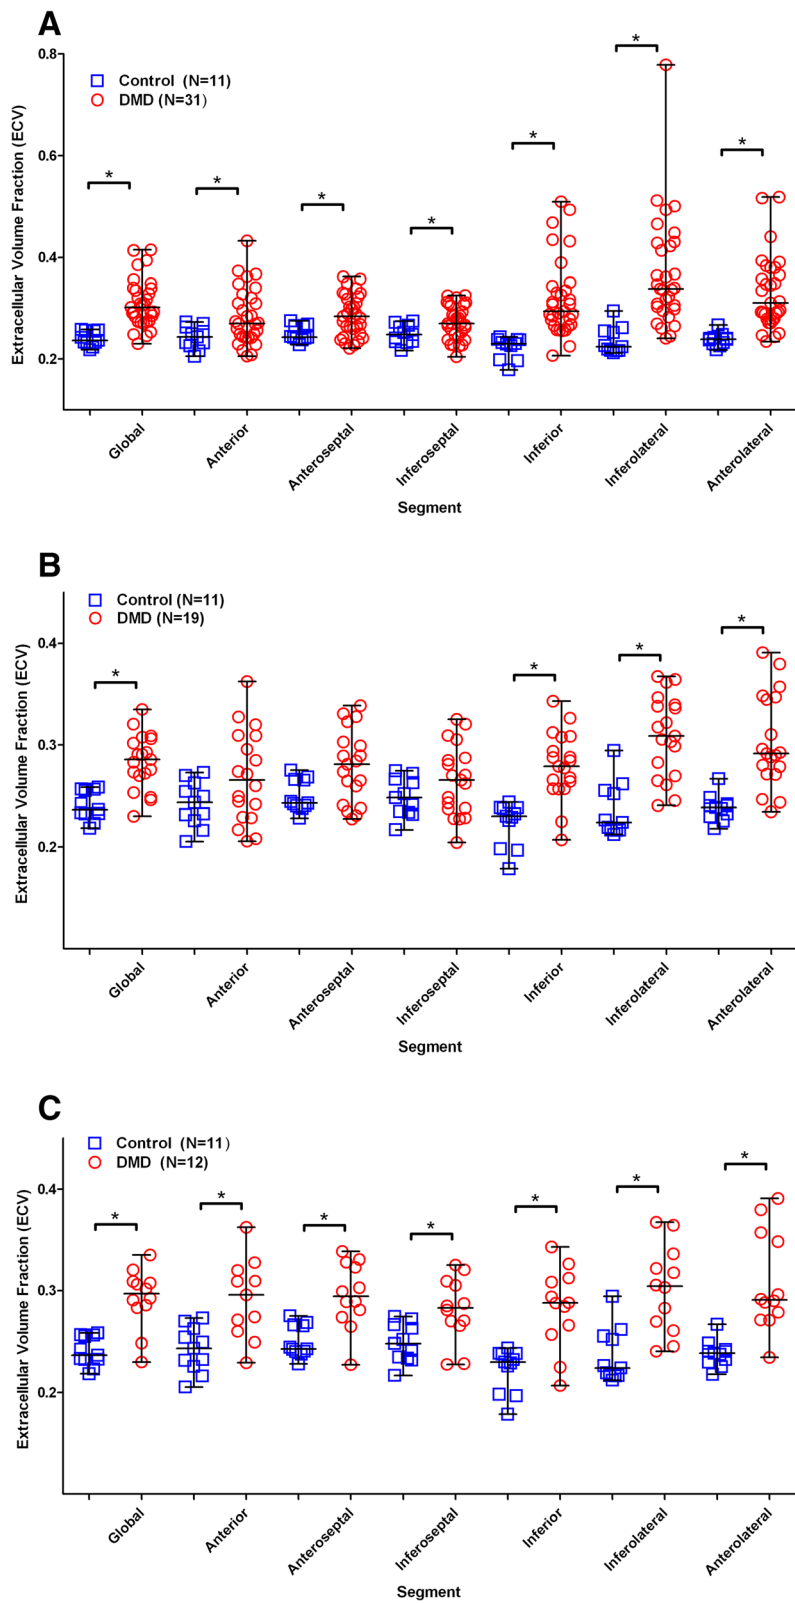 A
Control (N=11)
DMD (N=31)
Extracellular Volume Fraction (ECV)
0.8
0.6
0.4
0.2
* * * * * * *
Global Anterior Anteroseptal Inferoseptal Inferior Inferolateral Anterolateral
Segment
B
Control (N=11)
DMD (N=19)
Extracellular Volume Fraction (ECV)
0.4
0.3
0.2
* * * *
Global Anterior Anteroseptal Inferoseptal Inferior Inferolateral Anterolateral
Segment
C
Control (N=11)
DMD (N=12)
Extracellular Volume Fraction (ECV)
0.4
0.3
0.2
* * * * * * *
Global Anterior Anteroseptal Inferoseptal Inferior Inferolateral Anterolateral
Segment